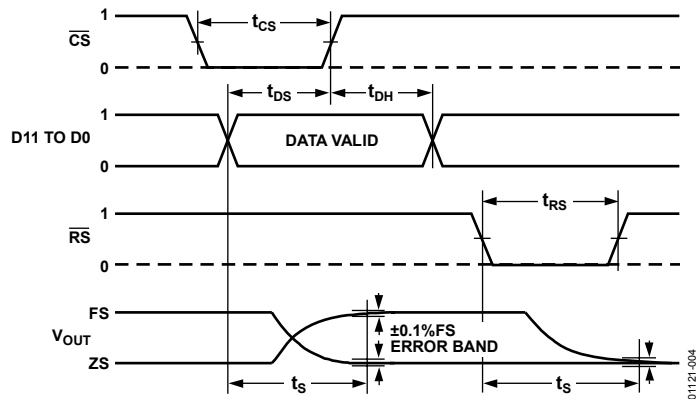 1
tCS
CS
0
tDS
tDH
1
D11 TO D0
DATA VALID
0
1
tRS
RS
0
FS
±0.1%FS
ERROR BAND
VOUT
ZS
tS
tS
01121-004